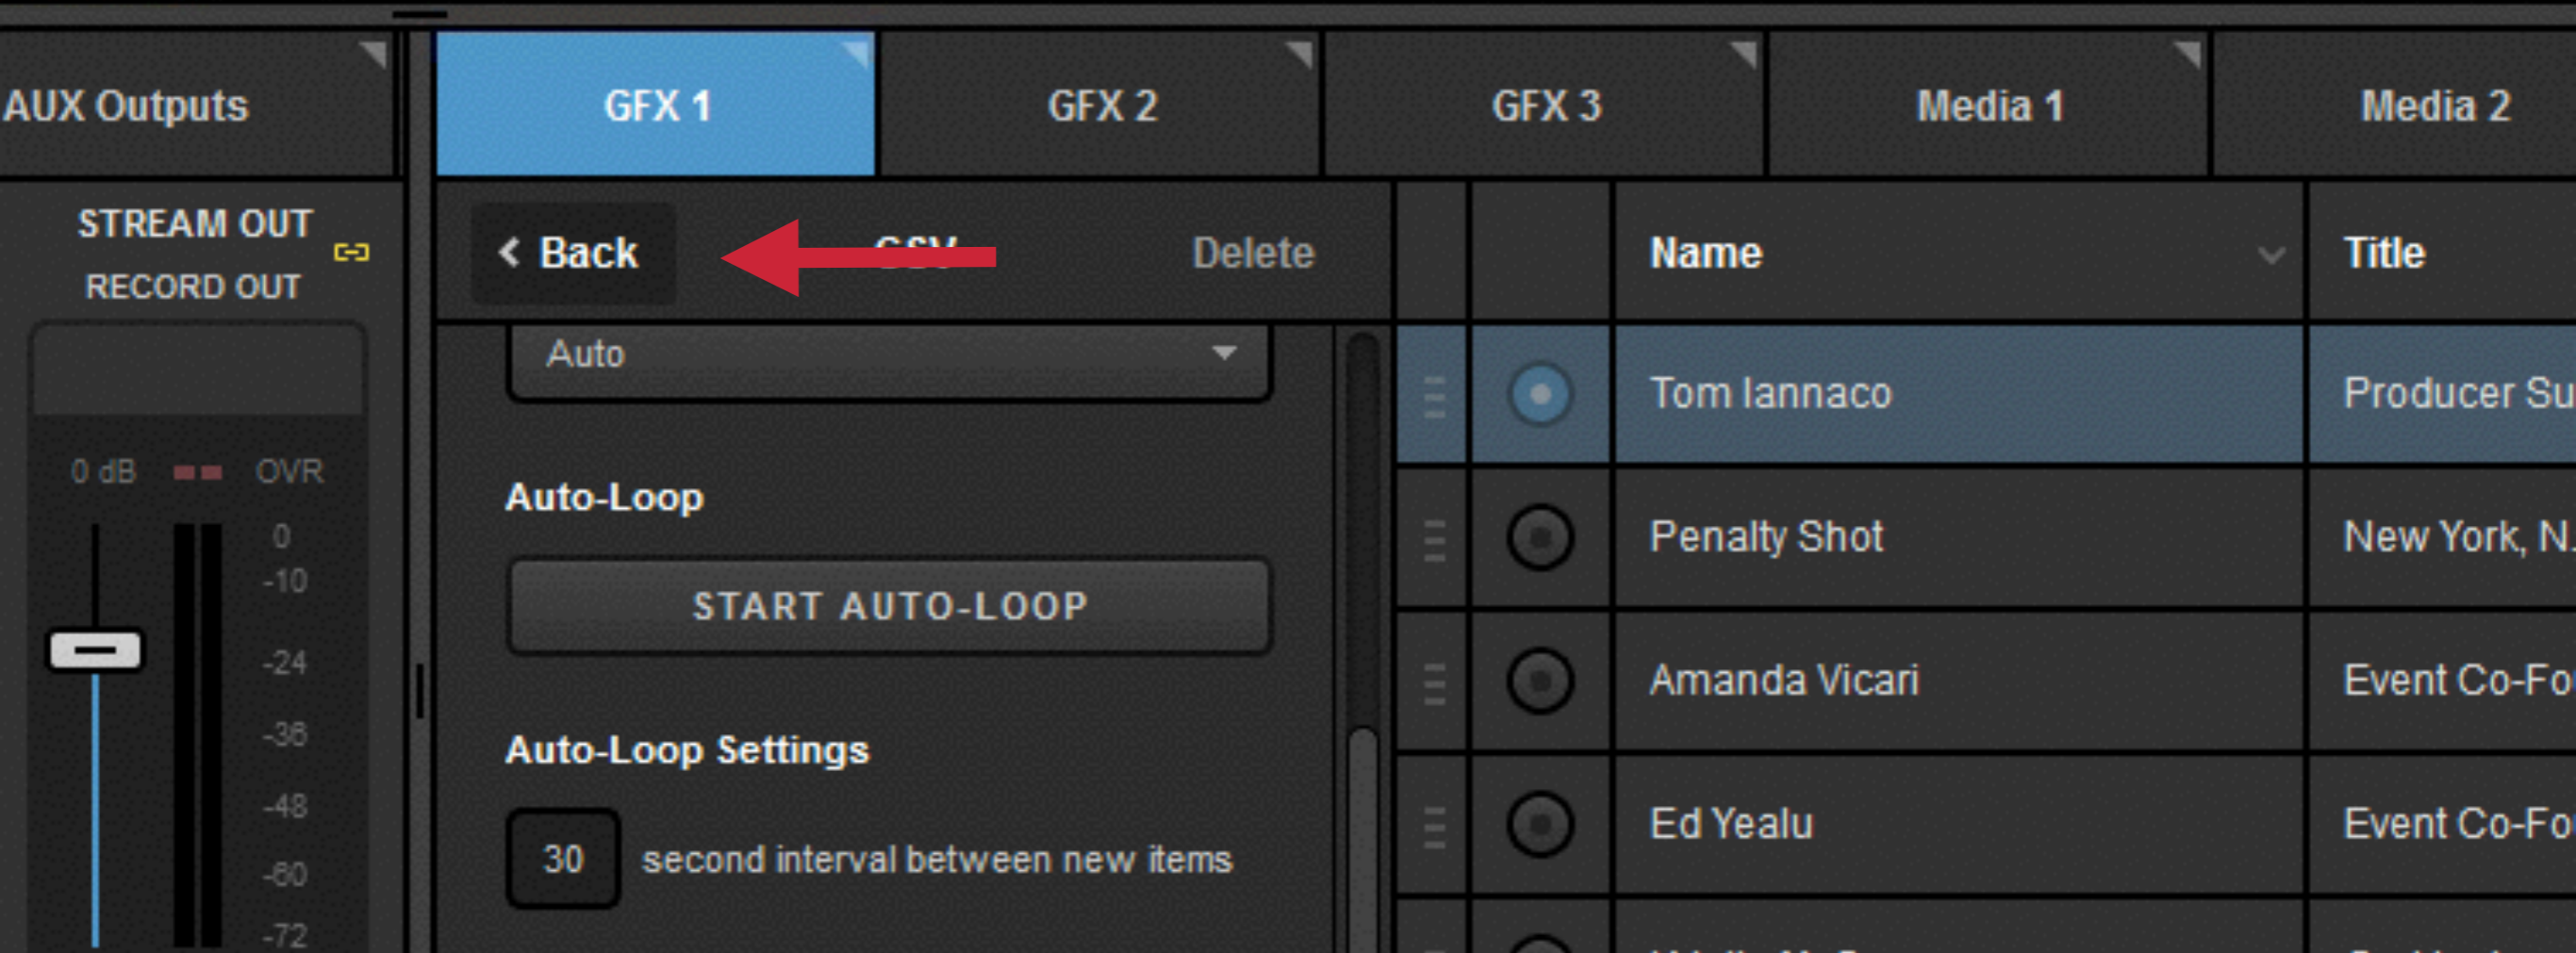 AUX Outputs
GFX 1
GFX 2
GFX 3
Media 1
Media 2
STREAM OUT
RECORD OUT
0 dB
OVR
0
-10
-24
-36
-48
-60
-72
Back
Delete
Auto
Auto-Loop
START AUTO-LOOP
Auto-Loop Settings
30 second interval between new items
Name
Title
Tom Iannaco
Producer Su
Penalty Shot
New York, N.
Amanda Vicari
Event Co-Fo
Ed Yealu
Event Co-Fo